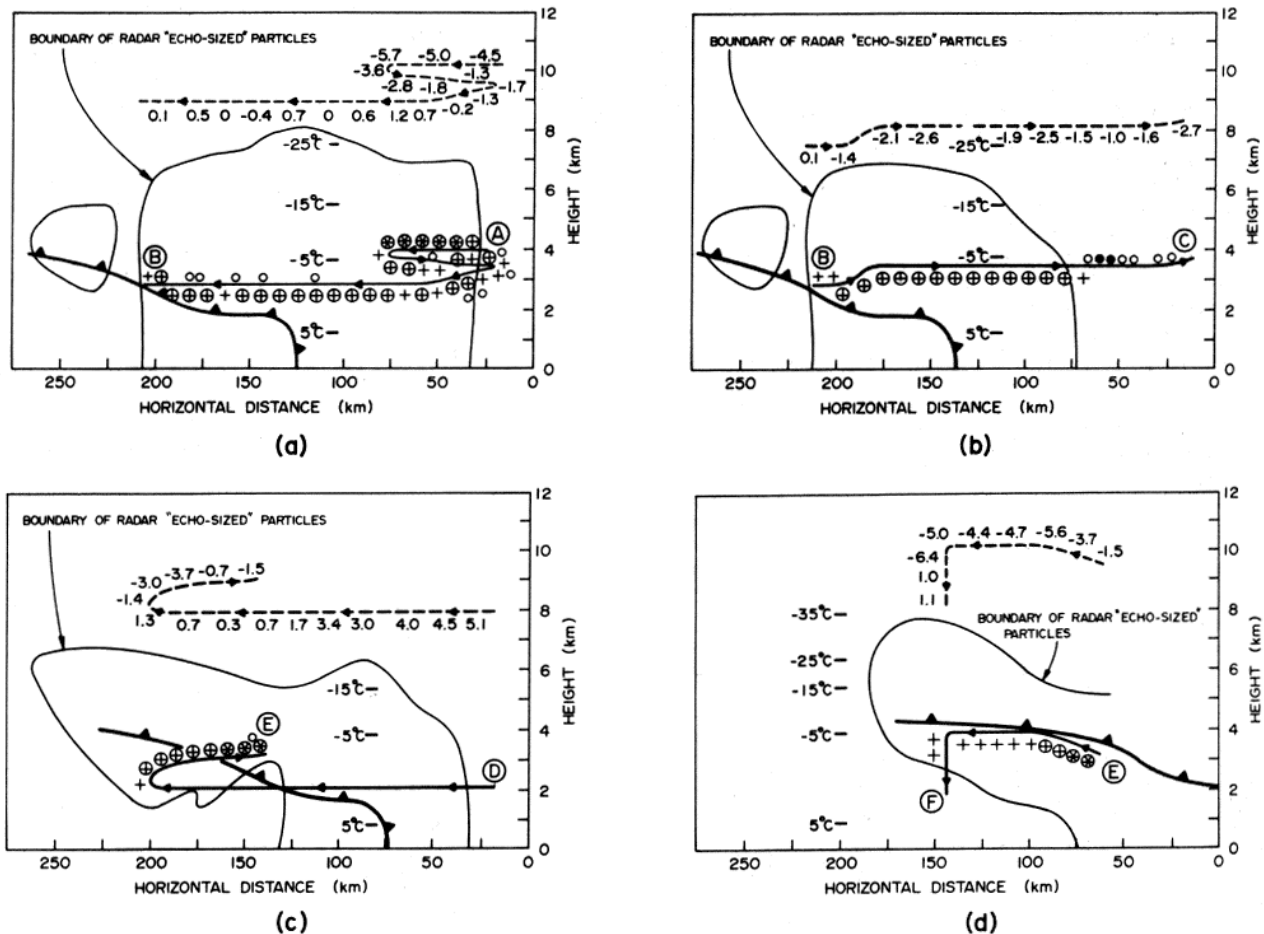 BOUNDARY OF RADAR "ECHO-SIZED" PARTICLES
-5.7 -5.0 -4.5
-3.6 -1.3
-2.8 -1.8 -1.7
-0.2 -1.3
0.1 0.5 0 -0.4 0.7 0 0.6 1.2 0.7
-25°C
-15°C
-5°C
5°C
A
B
12
10
8
6
4
2
0
HEIGHT (km)
250 200 150 100 50 0
HORIZONTAL DISTANCE (km)
(a)
BOUNDARY OF RADAR "ECHO-SIZED" PARTICLES
0.1 -1.4 -2.1 -2.6 -1.9 -2.5 -1.5 -1.0 -1.6 -2.7
-25°C
-15°C
-5°C
5°C
B
C
12
10
8
6
4
2
0
HEIGHT (km)
250 200 150 100 50 0
HORIZONTAL DISTANCE (km)
(b)
BOUNDARY OF RADAR "ECHO-SIZED" PARTICLES
-3.0 -3.7 -0.7 -1.5
-1.4
1.3 0.7 0.3 0.7 1.7 3.4 3.0 4.0 4.5 5.1
-15°C
-5°C
5°C
E
D
12
10
8
6
4
2
0
HEIGHT (km)
250 200 150 100 50 0
HORIZONTAL DISTANCE (km)
(c)
-5.0 -4.4 -4.7 -5.6 -3.7 -1.5
-6.4
1.0
1.1
BOUNDARY OF RADAR "ECHO-SIZED"
PARTICLES
-35°C
-25°C
-15°C
-5°C
5°C
E
F
12
10
8
6
4
2
0
HEIGHT (km)
250 200 150 100 50 0
HORIZONTAL DISTANCE (km)
(d)